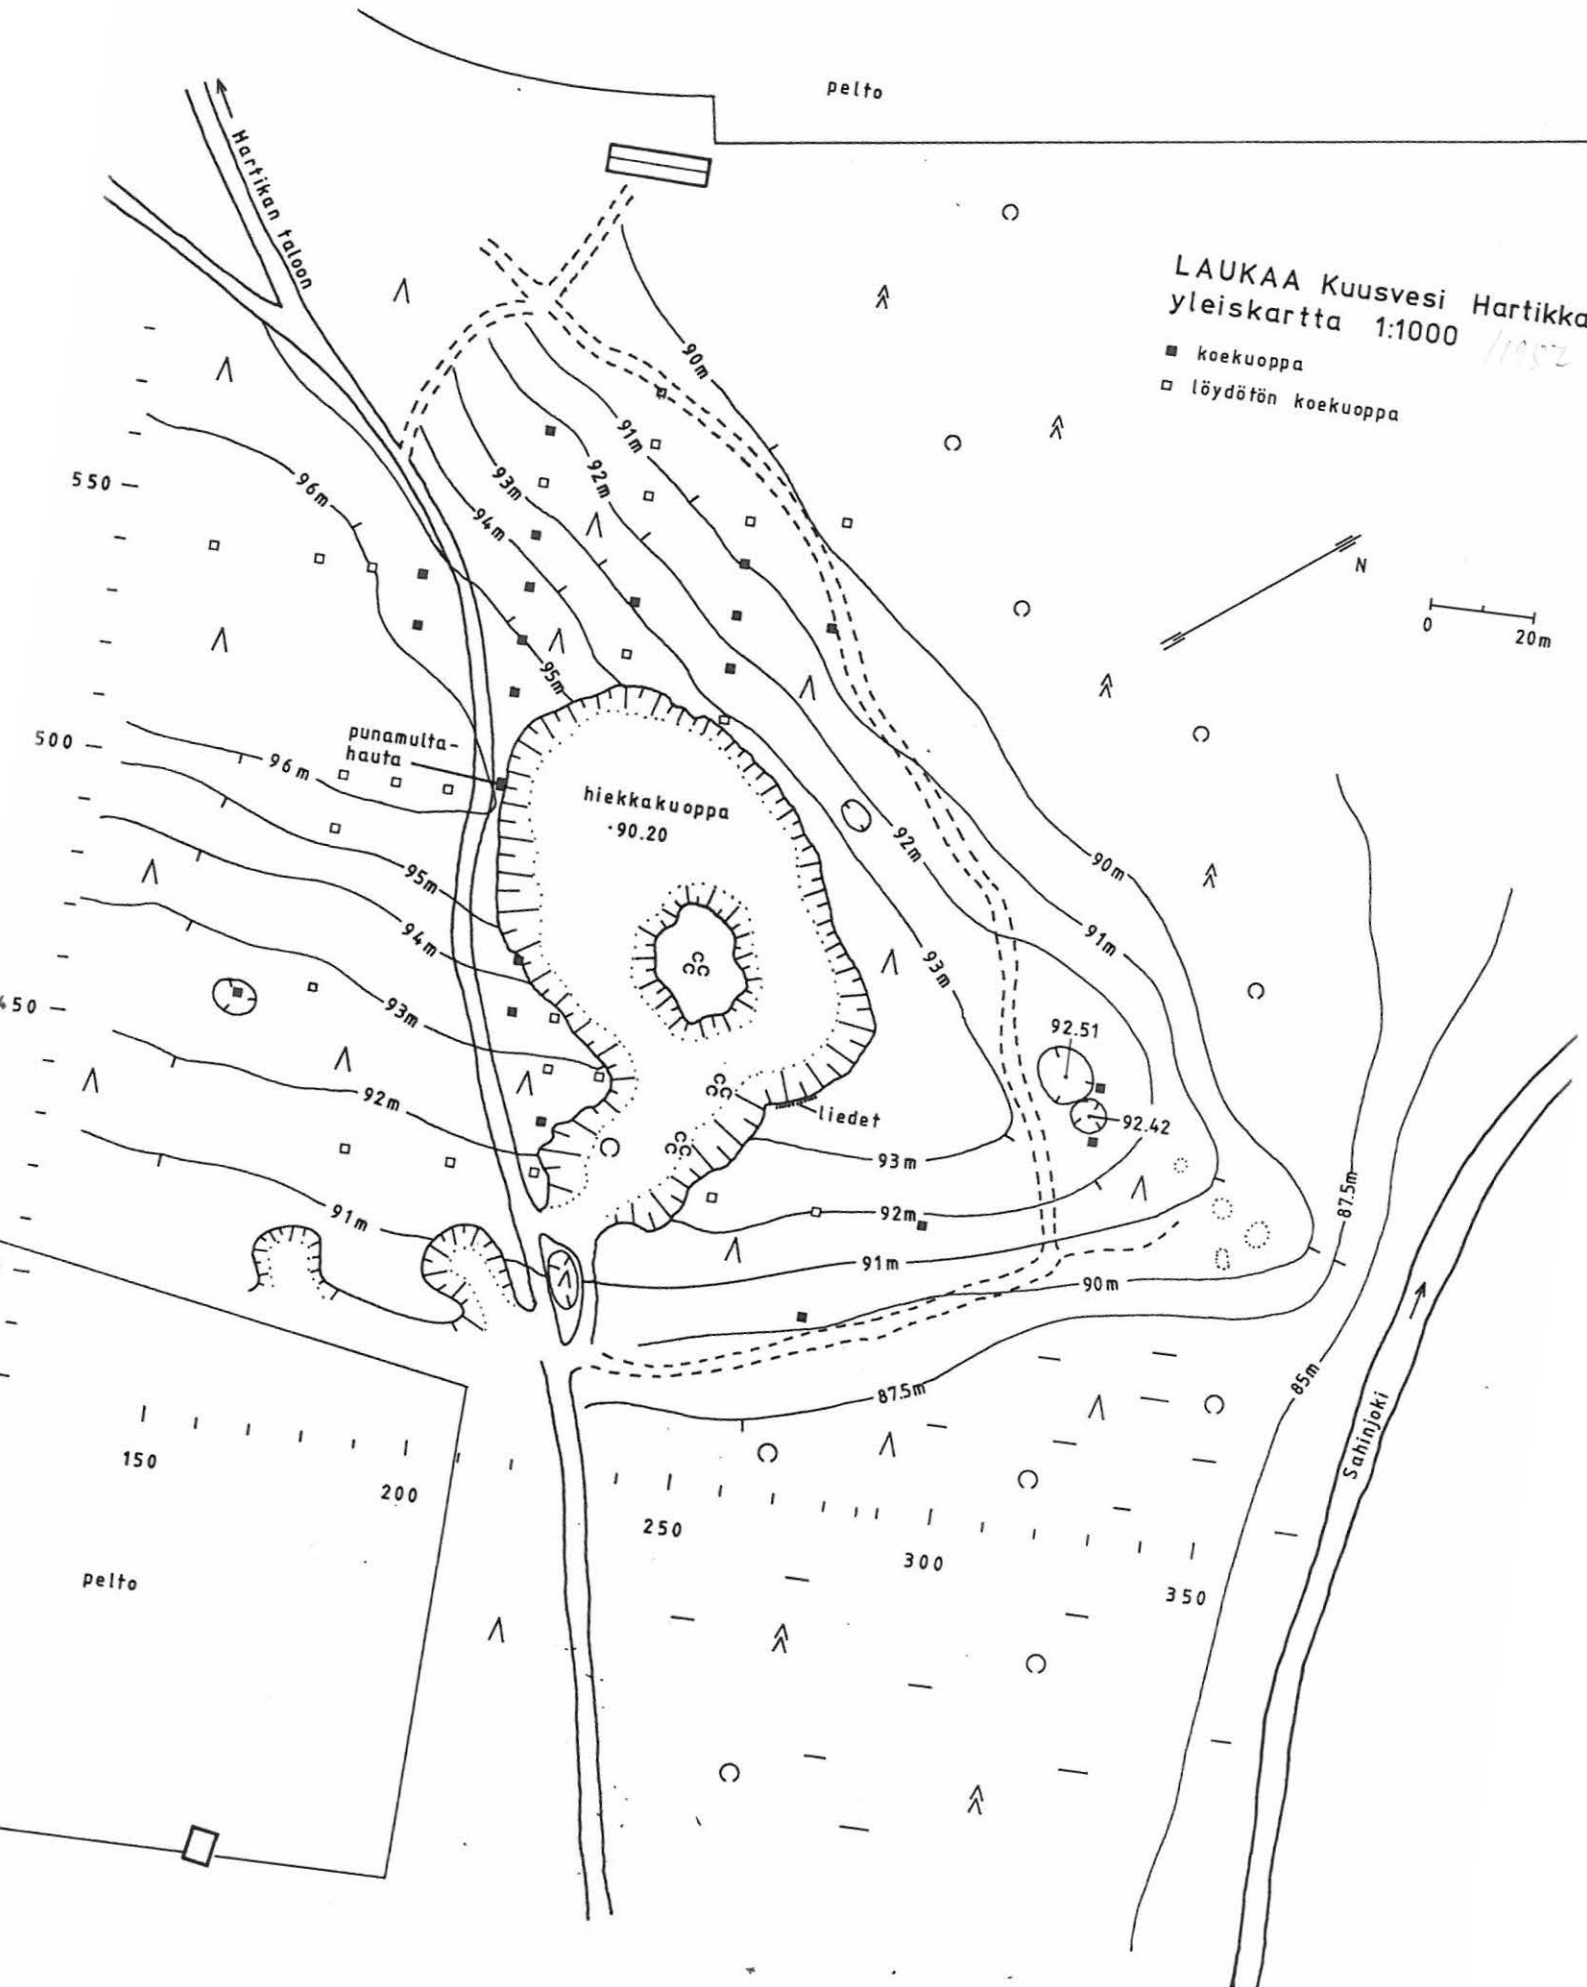 pelto
Hartikan taloon
LAUKAA Kuusvesi Hartikka
yleiskartta 1:1000
koekuoppa
löydötön koekuoppa
90m
91m
92m
93m
94m
96m
550
N
0 20m
95m
500
punamulta-
hauta
96m
hiekkakuoppa
·90.20
92m
90m
95m
94m
91m
93m
450
93m
92.51
92m
liedet
92.42
93m
87.5m
91m
92m
91m
90m
87.5m
85m
Sahinjoki
150
200
250
300
350
pelto